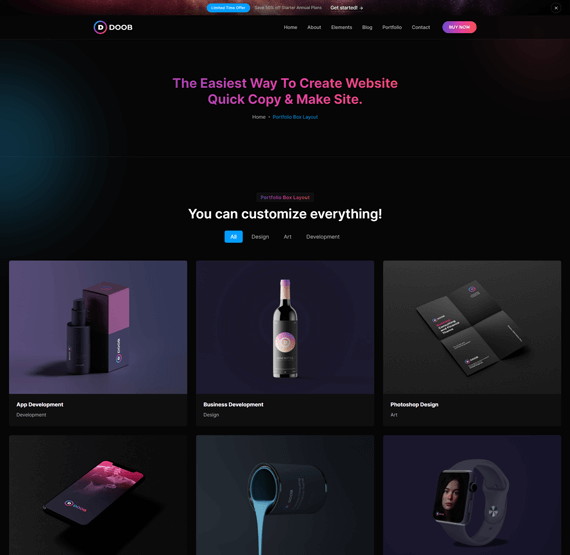 Limited Time Offer Save 50% off Starter Annual Plans Get started! →
DOOB
Home About Elements Blog Portfolio Contact BUY NOW
The Easiest Way To Create Website
Quick Copy & Make Site.
Home Portfolio Box Layout
Portfolio Box Layout
You can customize everything!
All Design Art Development
App Development
Development
Business Development
Design
Photoshop Design
Art